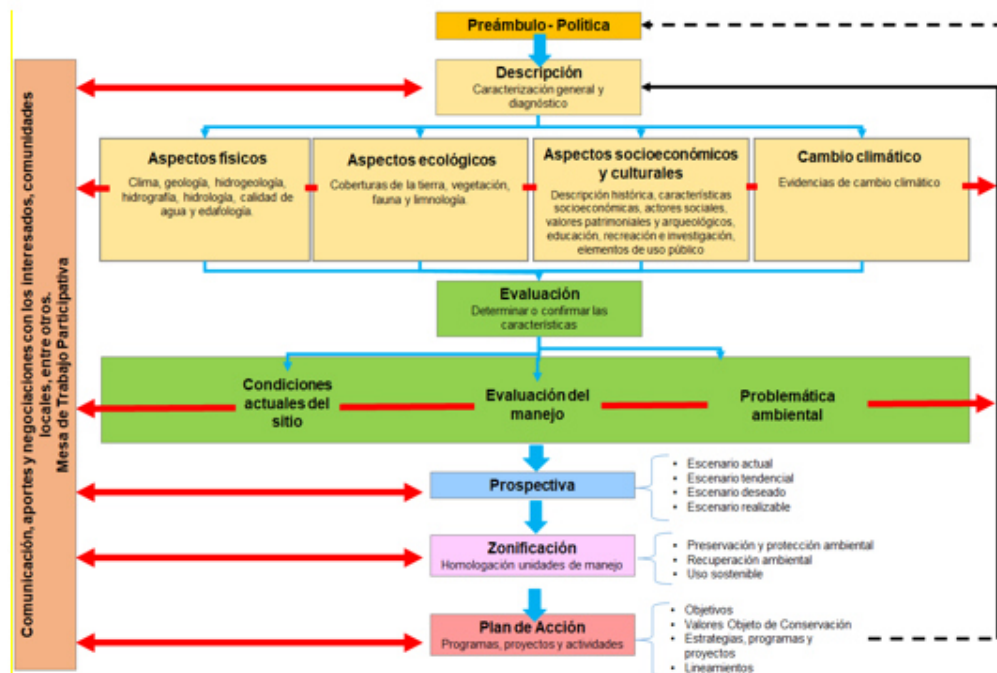 Comunicación, aportes y negociaciones con los interesados, comunidades
locales, entre otros.
Mesa de Trabajo Participativa
Preámbulo - Política
Descripción
Caracterización general y
diagnóstico
Aspectos físicos
Clima, geología, hidrogeología,
hidrografía, hidrología, calidad de
agua y edafología.
Aspectos ecológicos
Coberturas de la tierra, vegetación,
fauna y limnología.
Aspectos socioeconómicos
y culturales
Descripción histórica, características
socioeconómicas, actores sociales,
valores patrimoniales y arqueológicos,
educación, recreación e investigación,
elementos de uso público
Cambio climático
Evidencias de cambio climático
Evaluación
Determinar o confirmar las
características
Condiciones
actuales del
sitio
Evaluación del
manejo
Problemática
ambiental
Prospectiva
• Escenario actual
• Escenario tendencial
• Escenario deseado
• Escenario realizable
Zonificación
Homologación unidades de manejo
• Preservación y protección ambiental
• Recuperación ambiental
• Uso sostenible
Plan de Acción
Programas, proyectos y actividades
• Objetivos
• Valores Objeto de Conservación
• Estrategias, programas y
proyectos
• Lineamientos